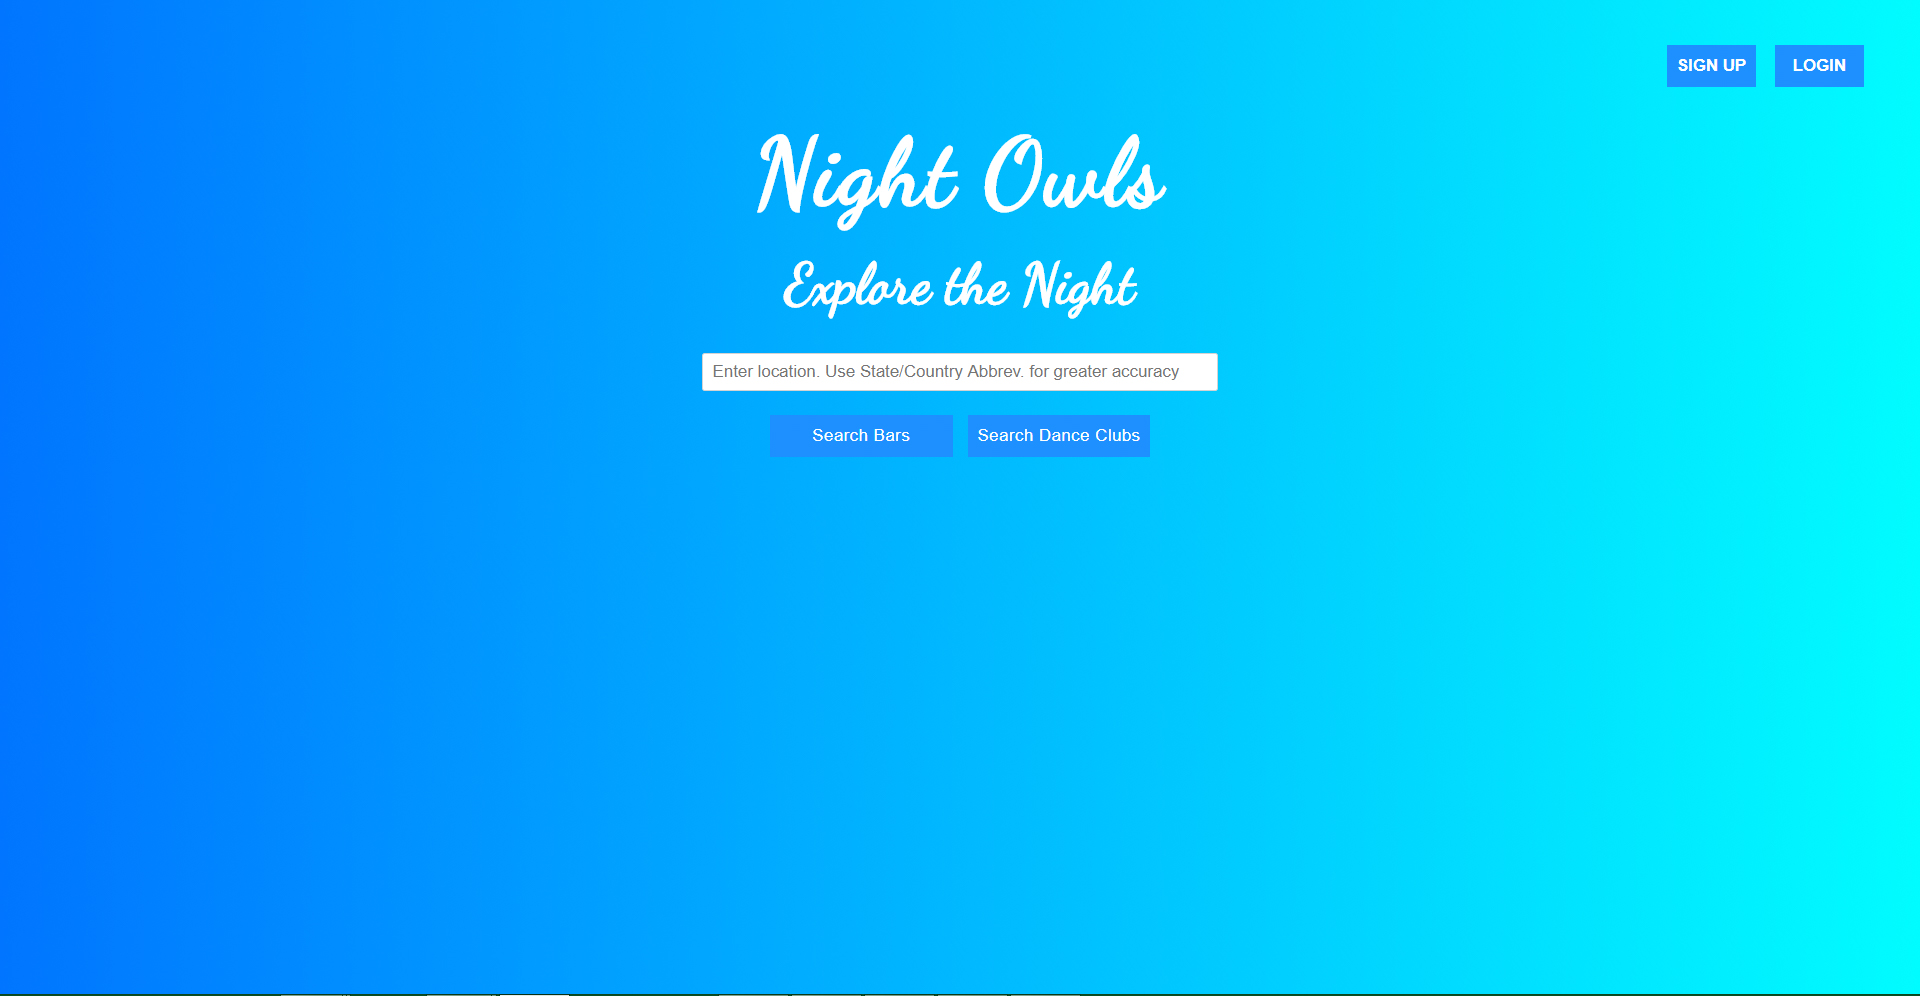 SIGN UP LOGIN
Night Owls
Explore the Night
Enter location. Use State/Country Abbrev. for greater accuracy
Search Bars Search Dance Clubs